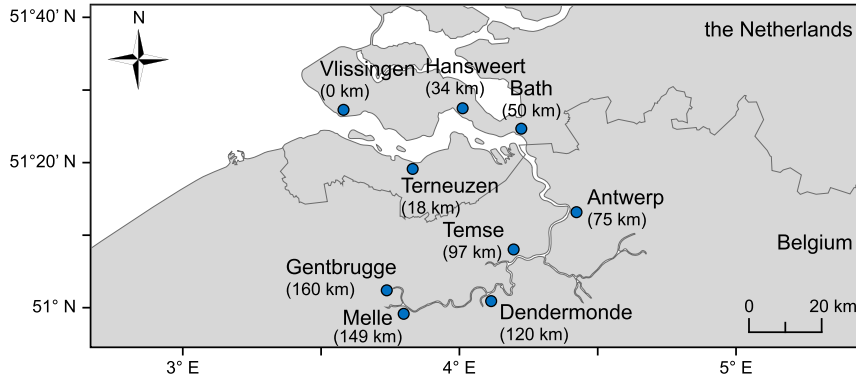 51°40' N
N
the Netherlands
Vlissingen
(0 km)
Hansweert
(34 km)
Bath
(50 km)
51°20' N
Terneuzen
(18 km)
Antwerp
(75 km)
Temse
(97 km)
Belgium
Gentbrugge
(160 km)
51° N
Melle
(149 km)
Dendermonde
(120 km)
0 20 km
3° E 4° E 5° E